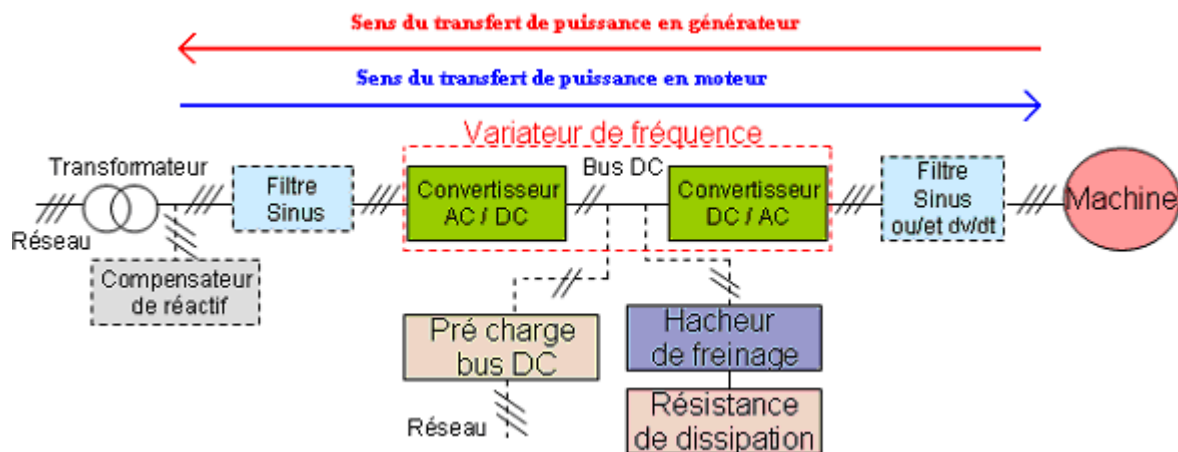 Sens du transfert de puissance en générateur
Sens du transfert de puissance en moteur
Variateur de fréquence
Transformateur
Bus DC
Filtre
Sinus
Convertisseur
AC / DC
Convertisseur
DC / AC
Filtre
Sinus
ou/et dv/dt
Machine
Réseau
Compensateur
de réactif
Pré charge
bus DC
Hacheur
de freinage
Réseau
Résistance
de dissipation